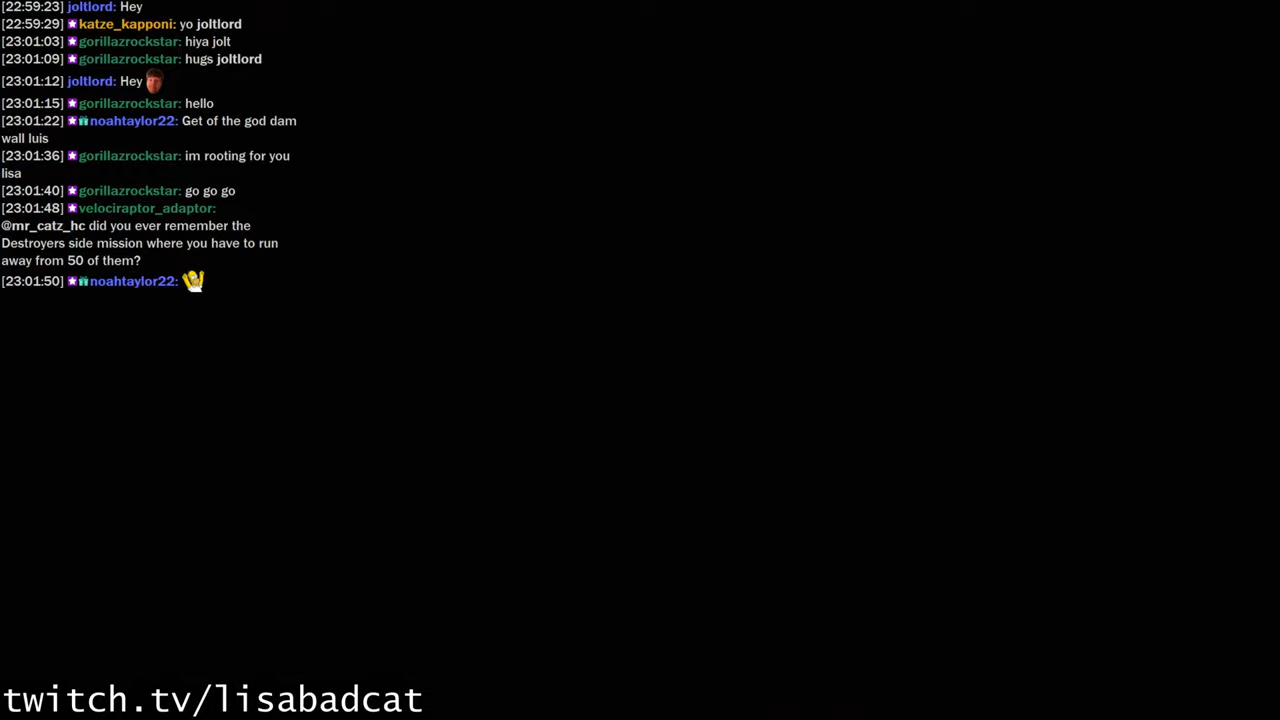 [22:59:23] joltlord: Hey
[22:59:29] katze_kapponi: yo joltlord
[23:01:03] gorillazrockstar: hiya jolt
[23:01:09] gorillazrockstar: hugs joltlord
[23:01:12] joltlord: Hey
[23:01:15] gorillazrockstar: hello
[23:01:22] noahtaylor22: Get of the god dam
wall luis
[23:01:36] gorillazrockstar: im rooting for you
lisa
[23:01:40] gorillazrockstar: go go go
[23:01:48] velociraptor_adaptor:
@mr_catz_hc did you ever remember the
Destroyers side mission where you have to run
away from 50 of them?
[23:01:50] noahtaylor22:
twitch.tv/lisabadcat